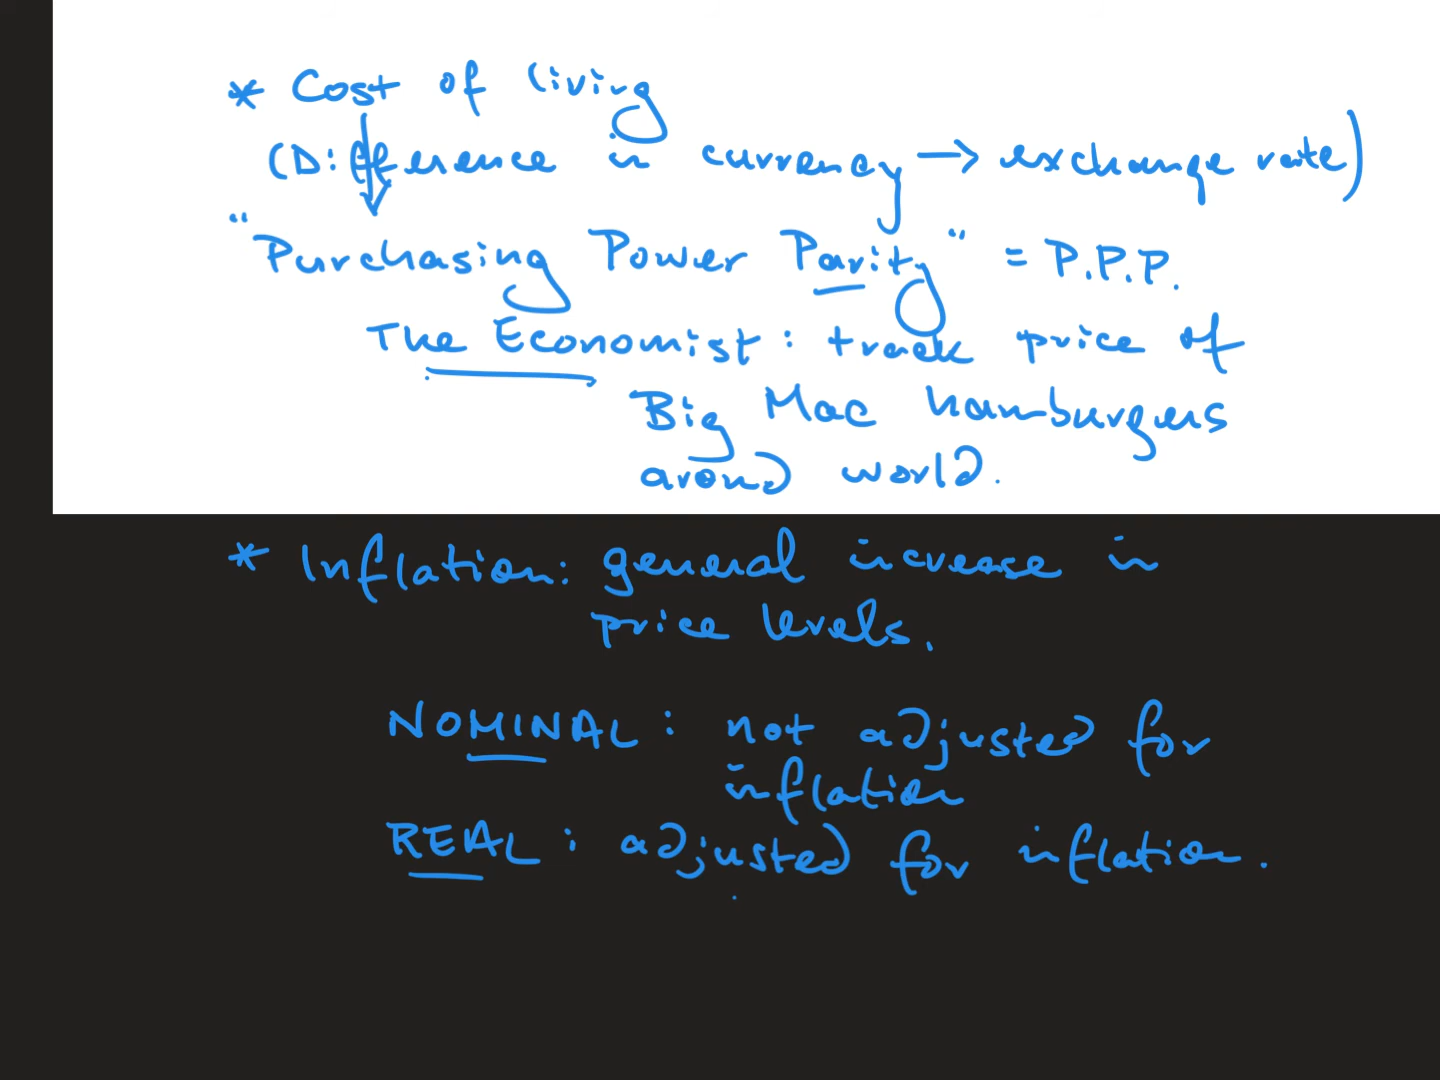 * Cost of living
(Difference in currency → exchange rate)
"Purchasing Power Parity" = P.P.P.
The Economist: track price of
Big Mac hamburgers
around world.
* Inflation: general increase in
price levels.
NOMINAL: not adjusted for
inflation
REAL: adjusted for inflation.